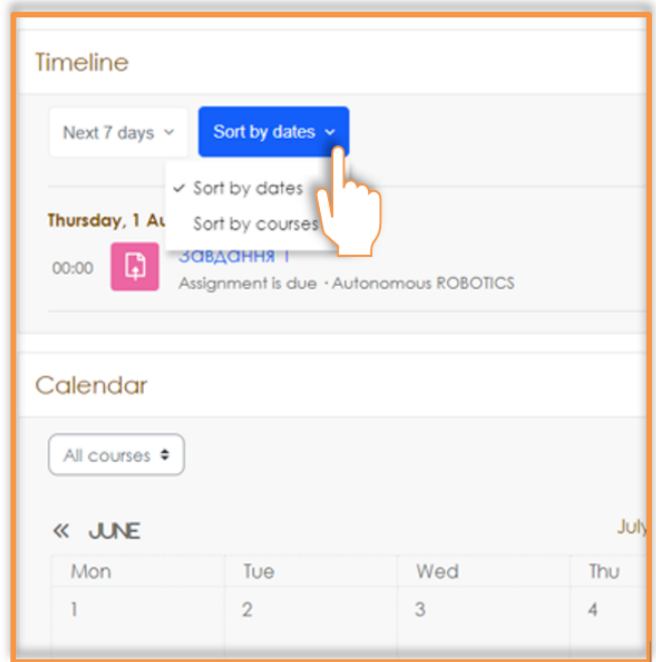 Timeline
Next 7 days
Sort by dates
Sort by dates
Sort by courses
Thursday, 1 Au
00:00
Завдання 1
Assignment is due · Autonomous ROBOTICS
Calendar
All courses
« JUNE
July
Mon Tue Wed Thu
1 2 3 4